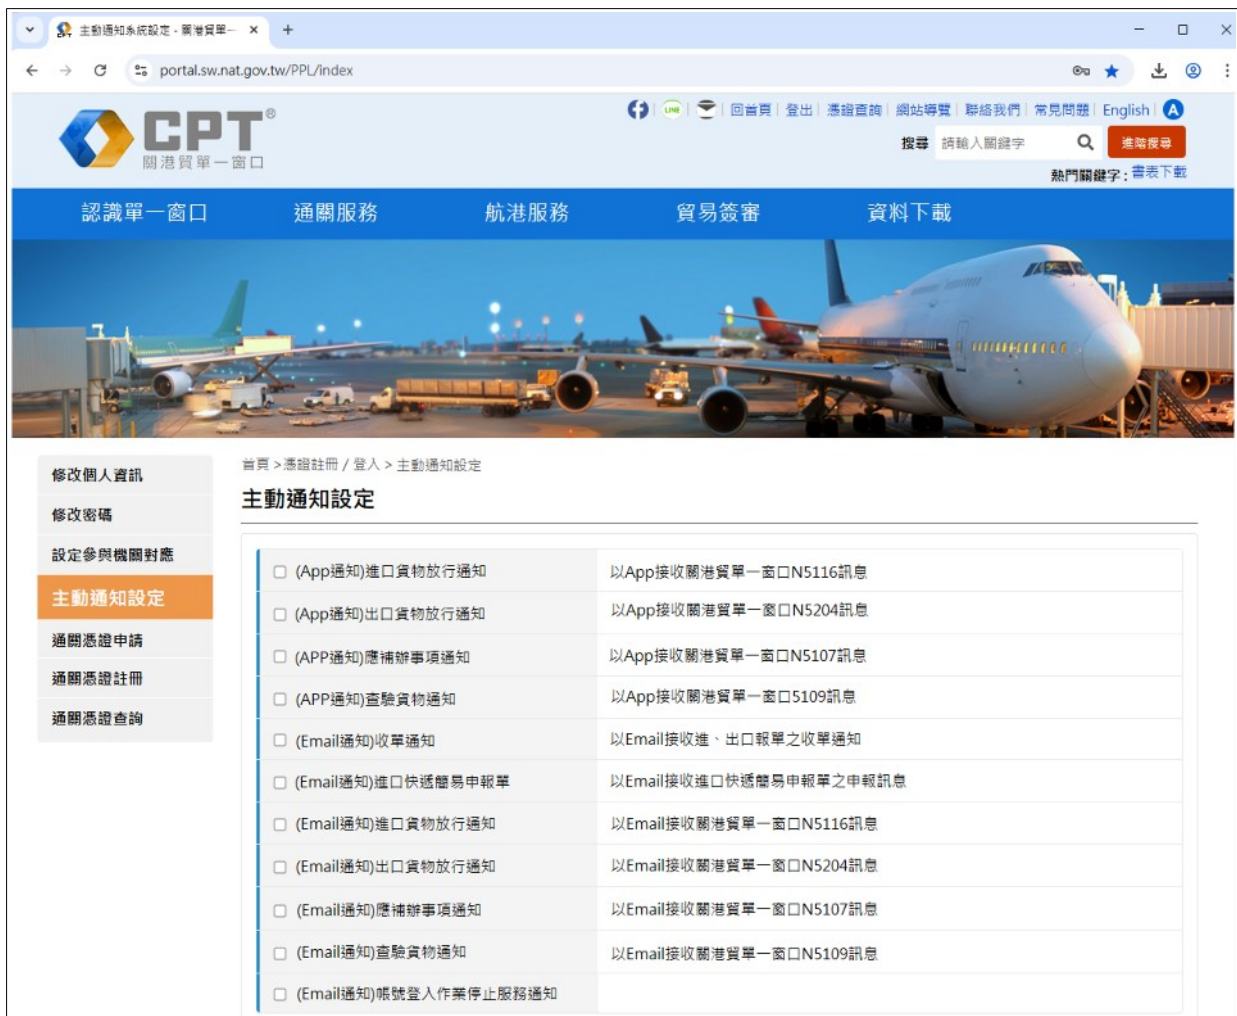 主動通知系統設定 - 關港貿單一
portal.sw.nat.gov.tw/PPL/index
CPT®
關港貿單一窗口
LINE
回首頁 登出 憑證查詢 網站導覽 聯絡我們 常見問題 English A
搜尋 請輸入關鍵字 進階搜尋
熱門關鍵字 : 書表下載
認識單一窗口 通關服務 航港服務 貿易簽審 資料下載
修改個人資訊
修改密碼
設定參與機關對應
主動通知設定
通關憑證申請
通關憑證註冊
通關憑證查詢
首頁 >憑證註冊 / 登入 > 主動通知設定
主動通知設定
(App通知)進口貨物放行通知 以App接收關港貿單一窗口N5116訊息
(App通知)出口貨物放行通知 以App接收關港貿單一窗口N5204訊息
(APP通知)應補辦事項通知 以App接收關港貿單一窗口N5107訊息
(APP通知)查驗貨物通知 以App接收關港貿單一窗口5109訊息
(Email通知)收單通知 以Email接收進、出口報單之收單通知
(Email通知)進口快遞簡易申報單 以Email接收進口快遞簡易申報單之申報訊息
(Email通知)進口貨物放行通知 以Email接收關港貿單一窗口N5116訊息
(Email通知)出口貨物放行通知 以Email接收關港貿單一窗口N5204訊息
(Email通知)應補辦事項通知 以Email接收關港貿單一窗口N5107訊息
(Email通知)查驗貨物通知 以Email接收關港貿單一窗口N5109訊息
(Email通知)帳號登入作業停止服務通知